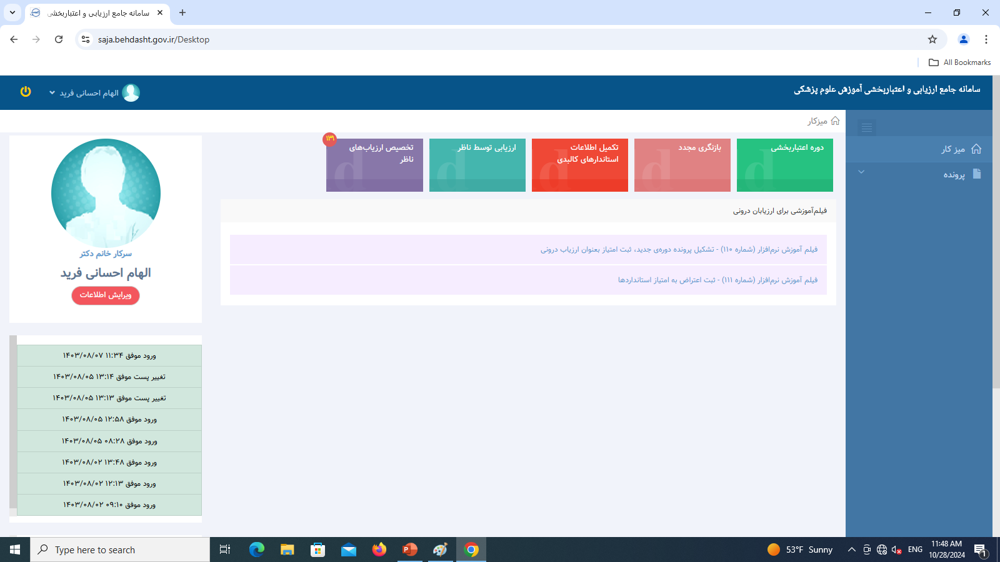 سامانه جامع ارزیابی و اعتباربخشی
saja.behdasht.gov.ir/Desktop
All Bookmarks
سامانه جامع ارزیابی و اعتباربخشی آموزش علوم پزشکی
الهام احسانی فرید
میزکار
میز کار
پرونده
دوره اعتباربخشی
بازنگری مجدد
تکمیل اطلاعات
استانداردهای کالبدی
ارزیابی توسط ناظر
تخصیص ارزیاب‌های
ناظر
۱۳۱
فیلم‌آموزشی برای ارزیابان درونی
فیلم آموزش نرم‌افزار (شماره ۱۱۰) - تشکیل پرونده دوره‌ی جدید، ثبت امتیاز بعنوان ارزیاب درونی
فیلم آموزش نرم‌افزار (شماره ۱۱۱) - ثبت اعتراض به امتیاز استانداردها
سرکار خانم دکتر
الهام احسانی فرید
ویرایش اطلاعات
ورود موفق ۱۱:۳۴ ۱۴۰۳/۰۸/۰۷
تغییر پست موفق ۱۳:۱۴ ۱۴۰۳/۰۸/۰۵
تغییر پست موفق ۱۳:۱۳ ۱۴۰۳/۰۸/۰۵
ورود موفق ۱۲:۵۸ ۱۴۰۳/۰۸/۰۵
ورود موفق ۰۸:۲۸ ۱۴۰۳/۰۸/۰۵
ورود موفق ۱۳:۴۸ ۱۴۰۳/۰۸/۰۲
ورود موفق ۱۲:۱۳ ۱۴۰۳/۰۸/۰۲
ورود موفق ۰۹:۱۰ ۱۴۰۳/۰۸/۰۲
Type here to search
53°F Sunny
ENG
11:48 AM
10/28/2024
1